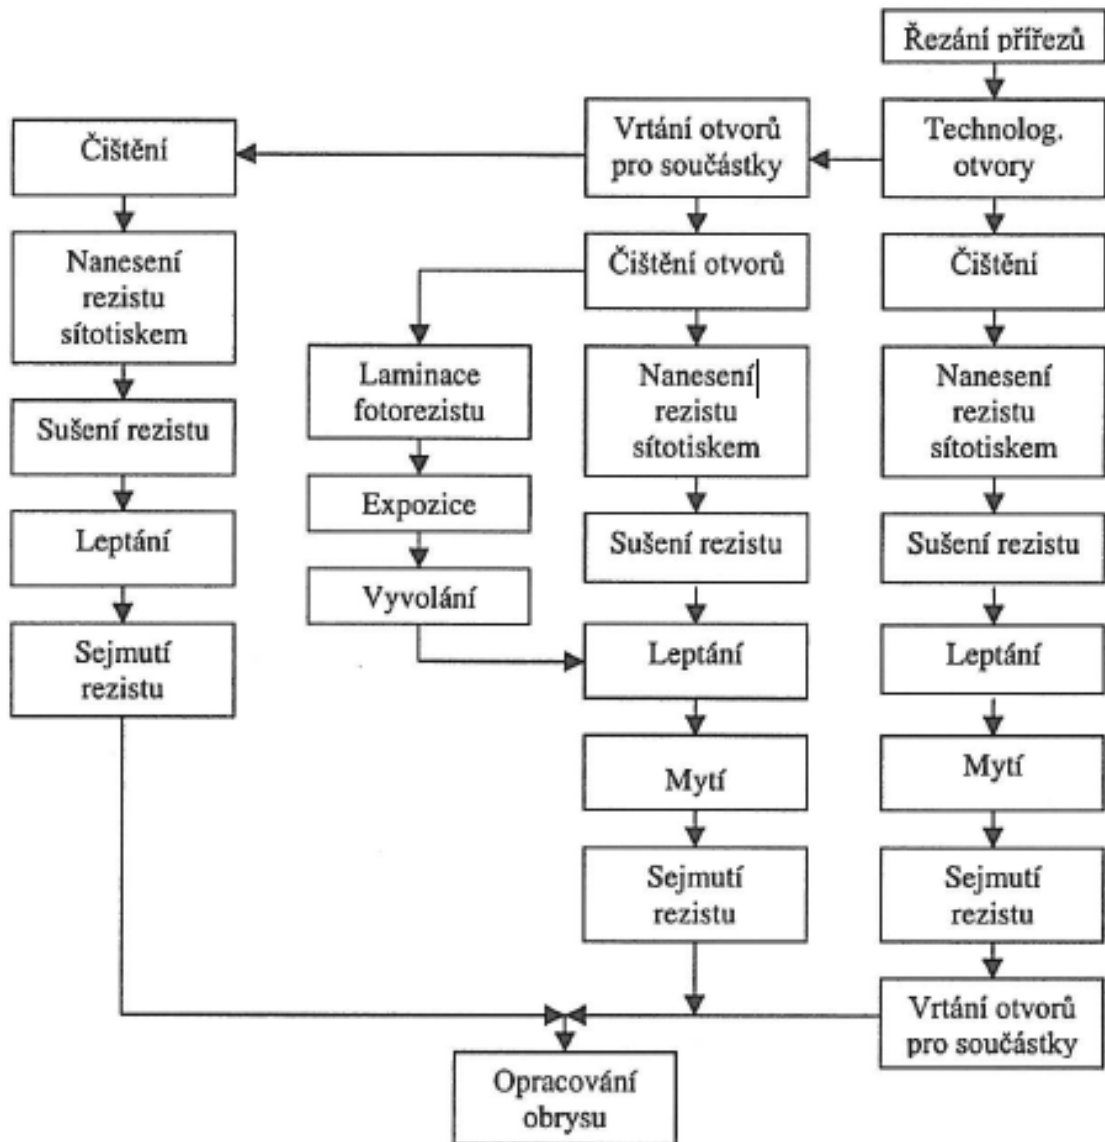 Řezání přířezů
Technolog.
otvory
Vrtání otvorů
pro součástky
Čištění
Nanesení
rezistu
sítotiskem
Sušení rezistu
Leptání
Sejmutí
rezistu
Laminace
fotorezistu
Expozice
Vyvolání
Čištění otvorů
Nanesení
rezistu
sítotiskem
Sušení rezistu
Leptání
Mytí
Sejmutí
rezistu
Čištění
Nanesení
rezistu
sítotiskem
Sušení rezistu
Leptání
Mytí
Sejmutí
rezistu
Vrtání otvorů
pro součástky
Opracování
obrysu